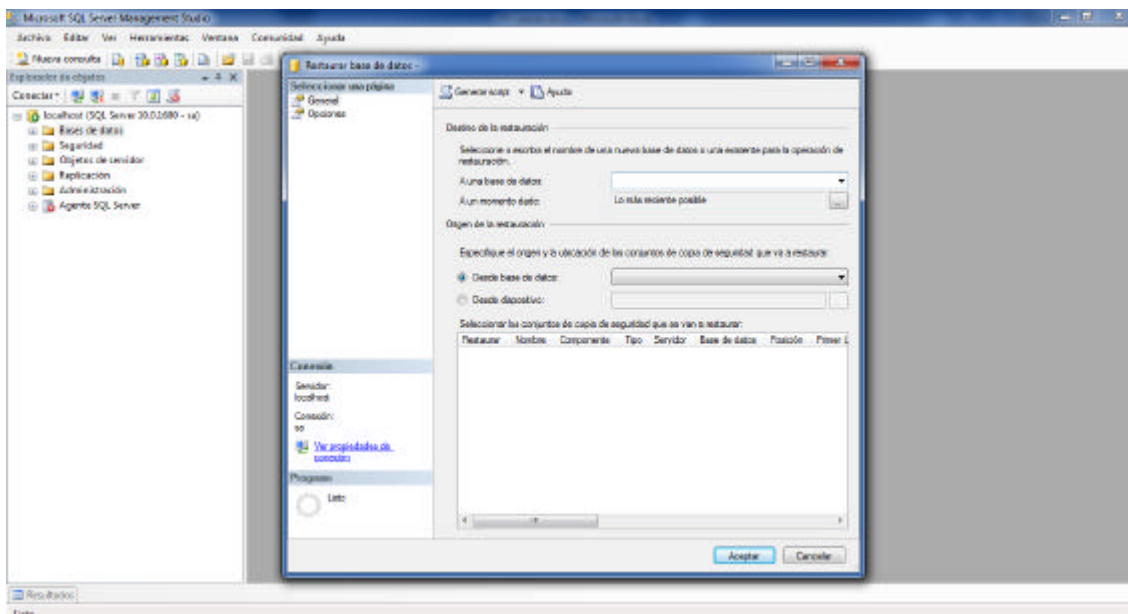 Microsoft SQL Server Management Studio
Archivo Editar Ver Herramientas Ventana Comunidad Ayuda
Nueva consulta
Explorador de objetos
Conectar
localhost (SQL Server 10.0.1600 - sa)
Bases de datos
Seguridad
Objetos de servidor
Replicación
Administración
Agente SQL Server
Restaurar base de datos -
Seleccionar una página
General
Opciones
Generar script
Ayuda
Destino de la restauración
Seleccione o escriba el nombre de una nueva base de datos o una existente para la operación de
restauración.
A una base de datos:
A un momento dado:
Lo más reciente posible
...
Origen de la restauración
Especifique el origen y la ubicación de los conjuntos de copia de seguridad que va a restaurar.
Desde base de datos:
Desde dispositivo:
Seleccionar los conjuntos de copia de seguridad que se van a restaurar:
Restaurar Nombre Componente Tipo Servidor Base de datos Posición Primer L
Conexión
Servidor:
localhost
Conexión:
sa
Ver propiedades de
conexión
Progreso
Listo
Aceptar
Cancelar
Resultados
Listo